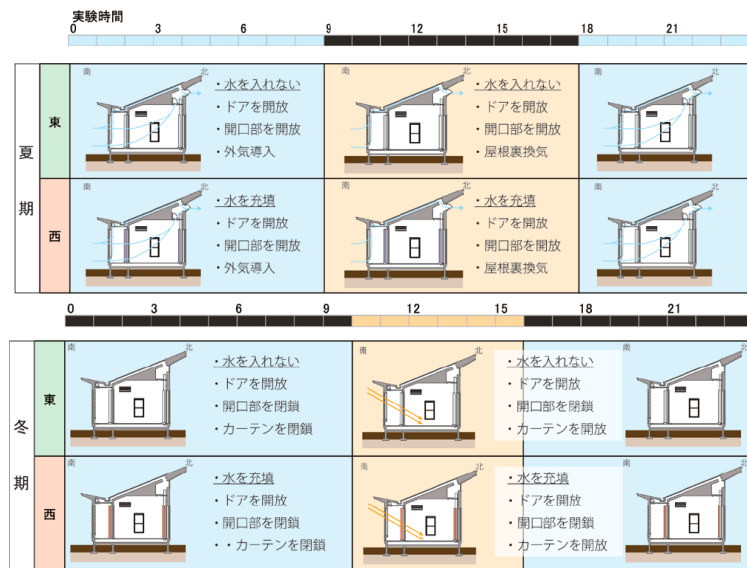 実験時間
0 3 6 9 12 15 18 21
夏期
東
南 北
・水を入れない
・ドアを開放
・開口部を開放
・外気導入
南 北
・水を入れない
・ドアを開放
・開口部を開放
・屋根裏換気
南 北
西
南 北
・水を充填
・ドアを開放
・開口部を開放
・外気導入
南 北
・水を充填
・ドアを開放
・開口部を開放
・屋根裏換気
南 北
0 3 6 9 12 15 18 21
冬期
東
南 北
・水を入れない
・ドアを開放
・開口部を閉鎖
・カーテンを閉鎖
南 北
・水を入れない
・ドアを開放
・開口部を閉鎖
・カーテンを開放
南 北
西
南 北
・水を充填
・ドアを開放
・開口部を閉鎖
・・カーテンを閉鎖
南 北
・水を充填
・ドアを開放
・開口部を閉鎖
・カーテンを開放
南 北